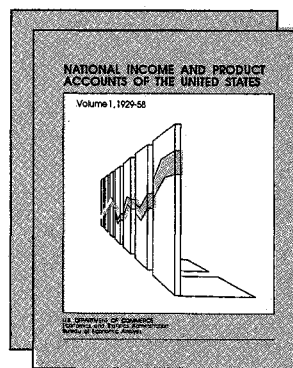 NATIONAL INCOME AND PRODUCT
ACCOUNTS OF THE UNITED STATES
Volume 1, 1929-58
U.S. DEPARTMENT OF COMMERCE
Economics and Statistics Administration
Bureau of Economic Analysis